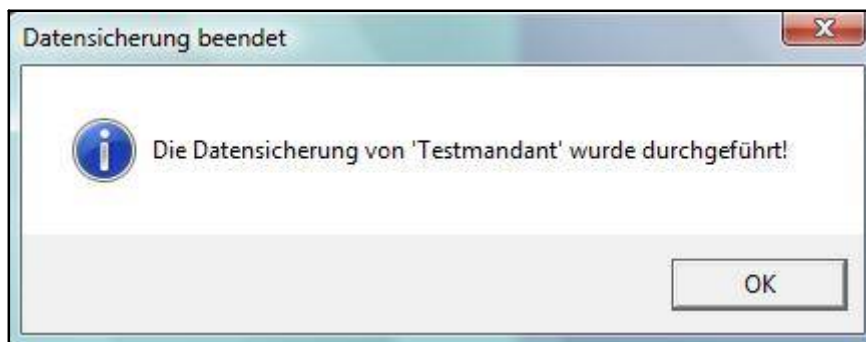 Datensicherung beendet
Die Datensicherung von 'Testmandant' wurde durchgeführt!
OK